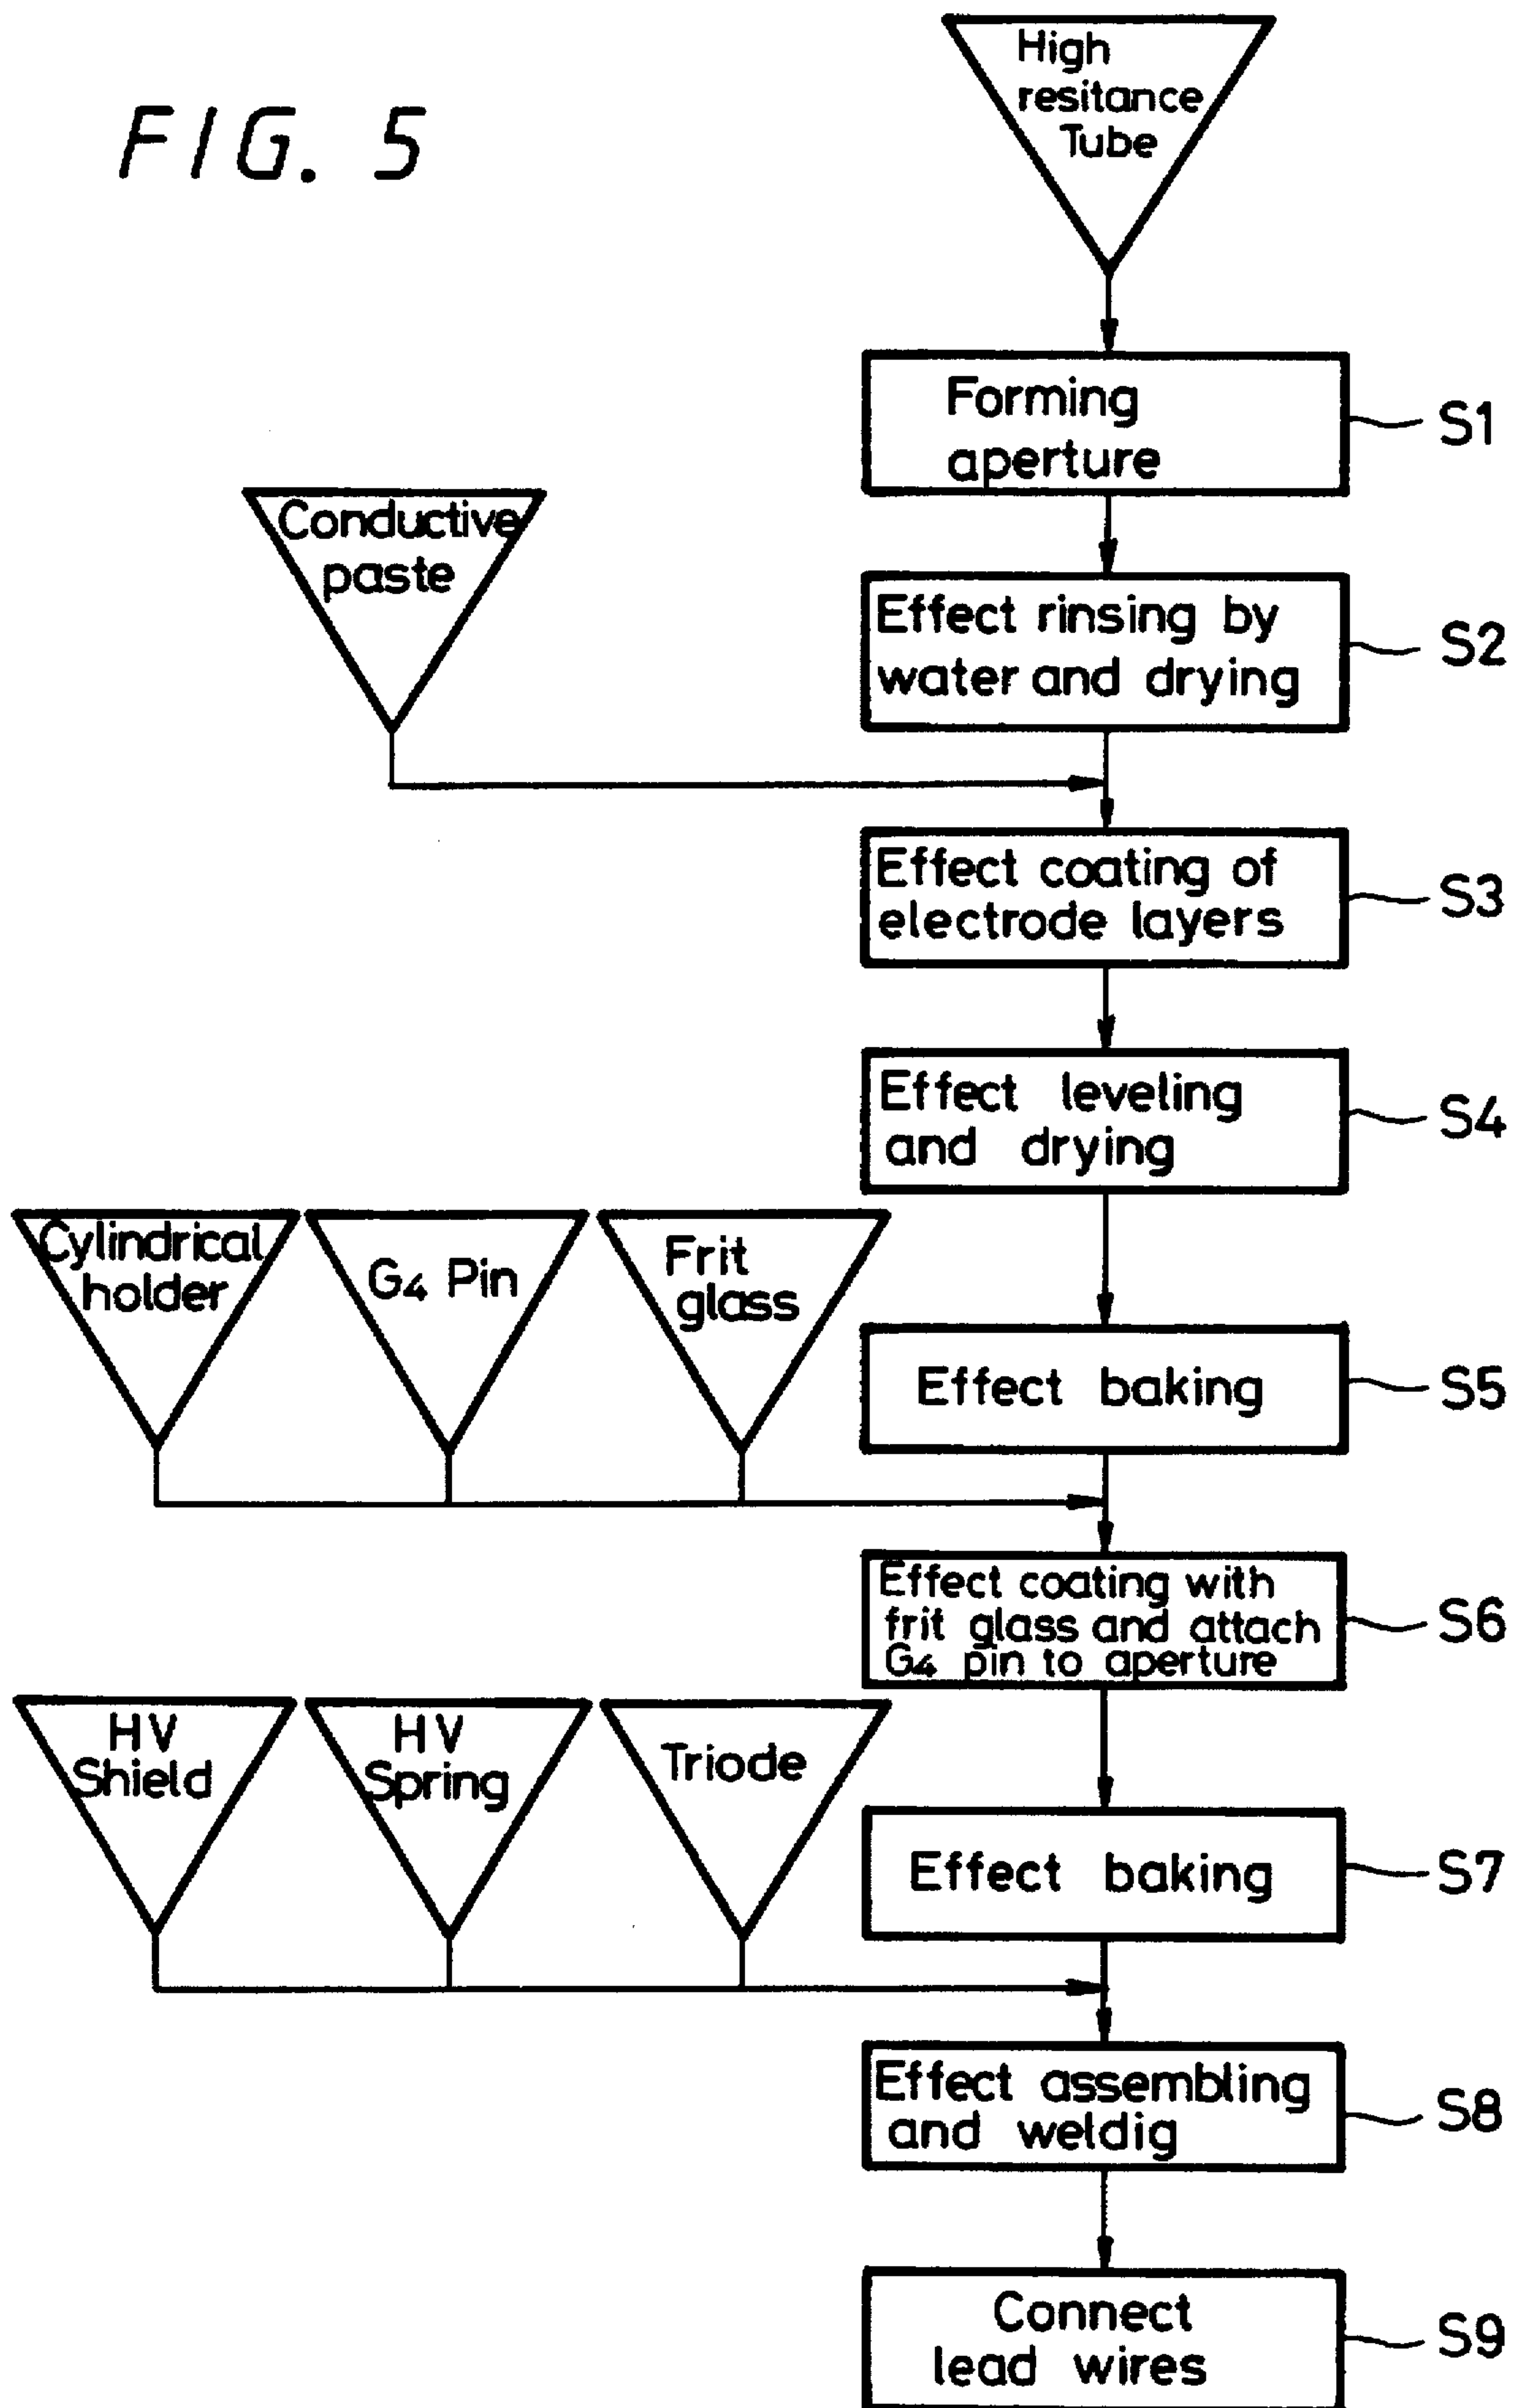 FIG. 5
High
resitance
Tube
Forming
aperture
S1
Conductive
paste
Effect rinsing by
water and drying
S2
Effect coating of
electrode layers
S3
Effect leveling
and drying
S4
Cylindrical
holder
G4 Pin
Frit
glass
Effect baking
S5
Effect coating with
frit glass and attach
G4 pin to aperture
S6
HV
Shield
HV
Spring
Triode
Effect baking
S7
Effect assembling
and weldig
S8
Connect
lead wires
S9